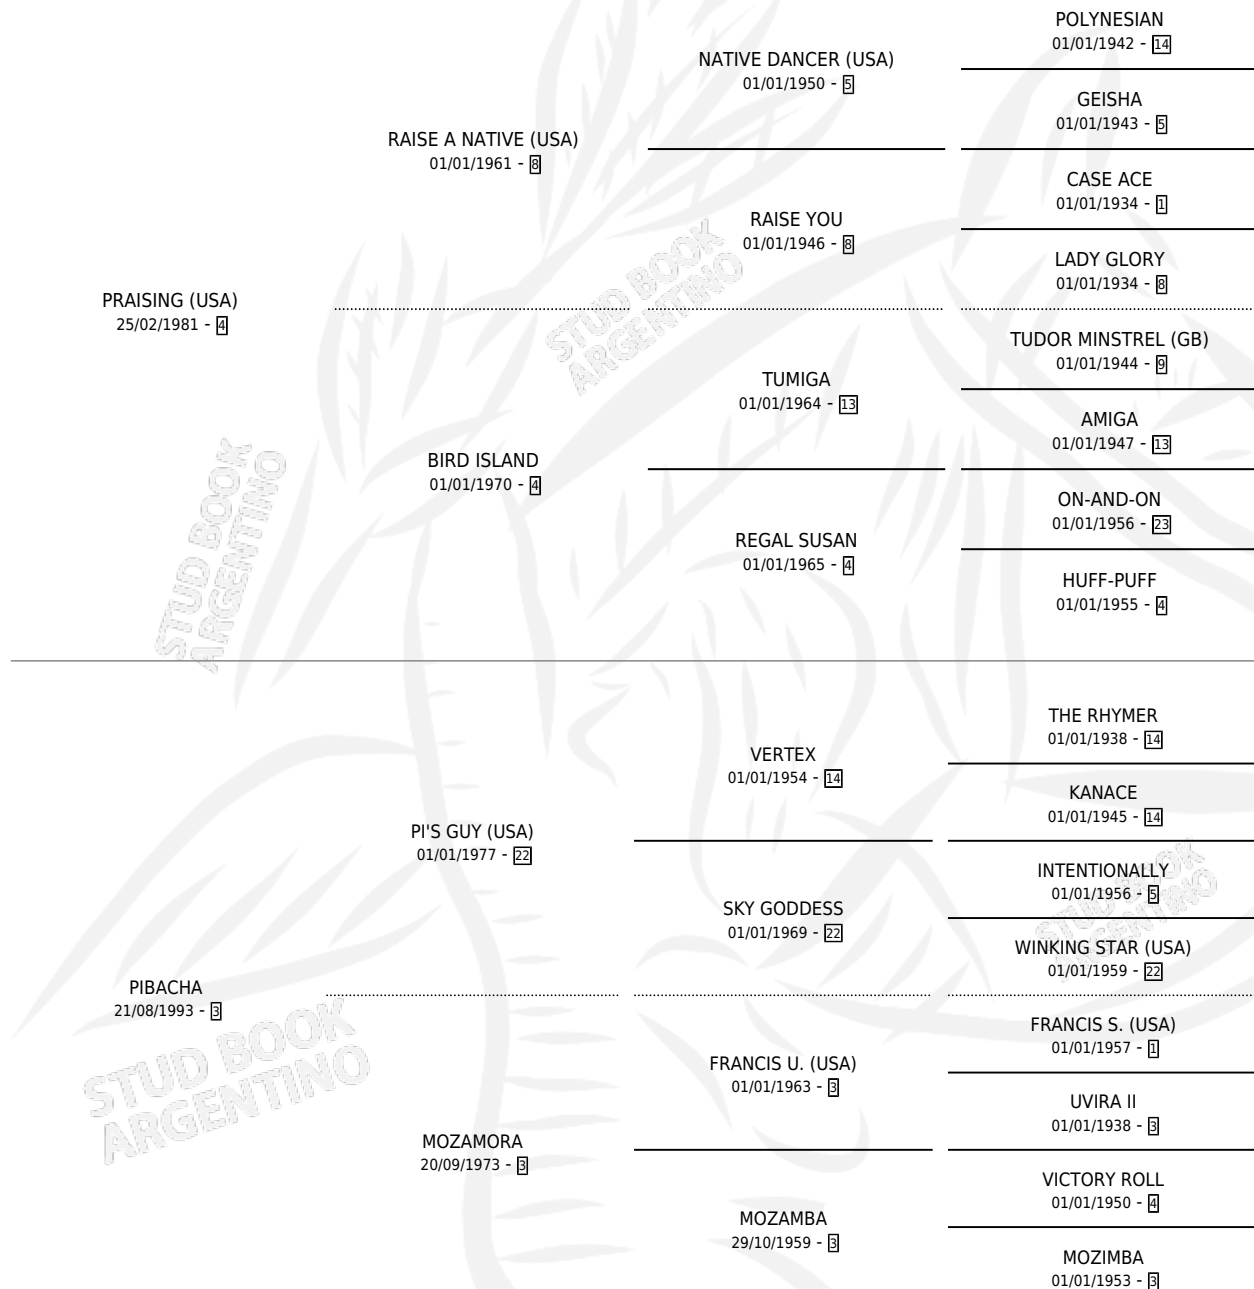 POLYNESIAN
01/01/1942 - 14
NATIVE DANCER (USA)
01/01/1950 - 5
GEISHA
01/01/1943 - 5
RAISE A NATIVE (USA)
01/01/1961 - 8
CASE ACE
01/01/1934 - 1
RAISE YOU
01/01/1946 - 8
LADY GLORY
01/01/1934 - 8
PRAISING (USA)
25/02/1981 - 4
TUDOR MINSTREL (GB)
01/01/1944 - 9
TUMIGA
01/01/1964 - 13
AMIGA
01/01/1947 - 13
BIRD ISLAND
01/01/1970 - 4
ON-AND-ON
01/01/1956 - 23
REGAL SUSAN
01/01/1965 - 4
HUFF-PUFF
01/01/1955 - 4
THE RHYMER
01/01/1938 - 14
VERTEX
01/01/1954 - 14
KANACE
01/01/1945 - 14
PI'S GUY (USA)
01/01/1977 - 22
INTENTIONALLY
01/01/1956 - 5
SKY GODDESS
01/01/1969 - 22
WINKING STAR (USA)
01/01/1959 - 22
PIBACHA
21/08/1993 - 3
FRANCIS S. (USA)
01/01/1957 - 1
FRANCIS U. (USA)
01/01/1963 - 3
UVIRA II
01/01/1938 - 3
MOZAMORA
20/09/1973 - 3
VICTORY ROLL
01/01/1950 - 4
MOZAMBA
29/10/1959 - 3
MOZIMBA
01/01/1953 - 3
STUD BOOK
ARGENTINO
STUD BOOK
ARGENTINO
STUD BOOK
ARGENTINO
STUD BOOK
ARGENTINO